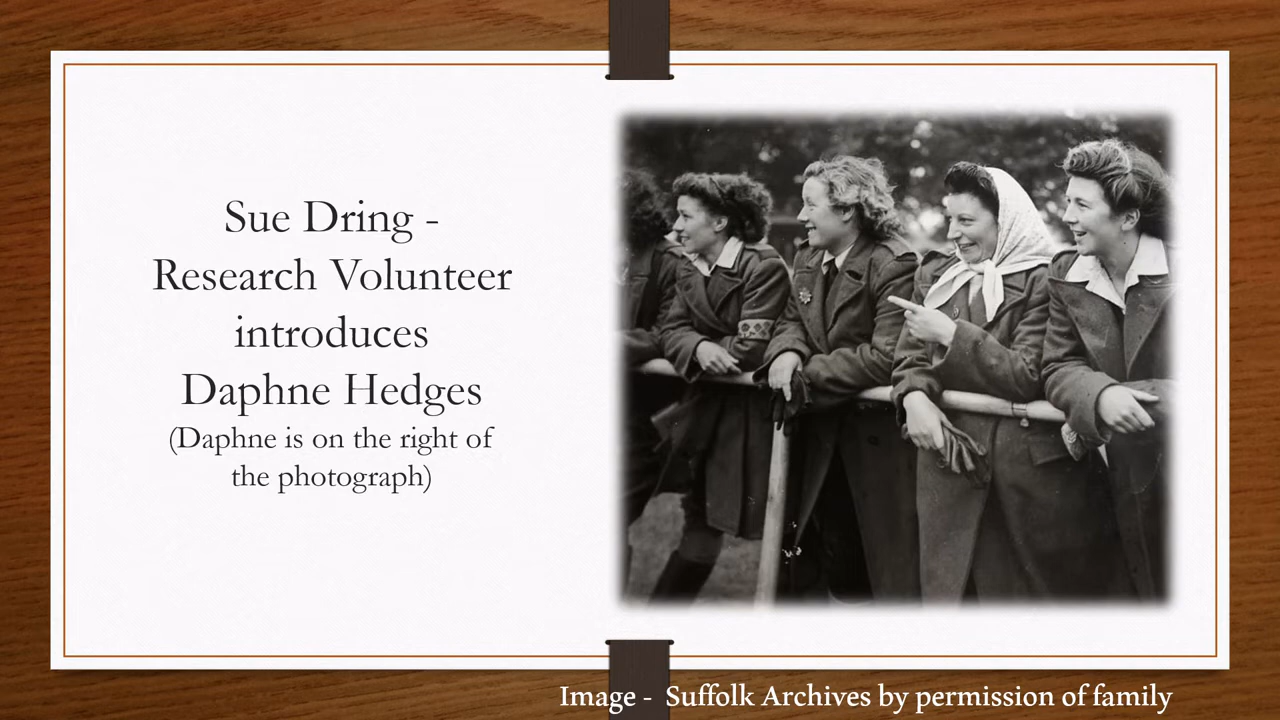 Sue Dring -
Research Volunteer
introduces
Daphne Hedges
(Daphne is on the right of
the photograph)
Image - Suffolk Archives by permission of family